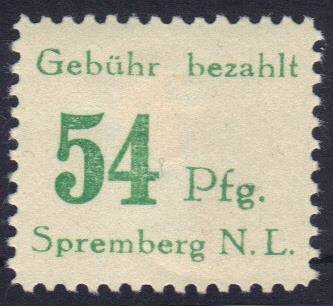 Gebühr bezahlt
54 Pfg.
Spremberg N.L.